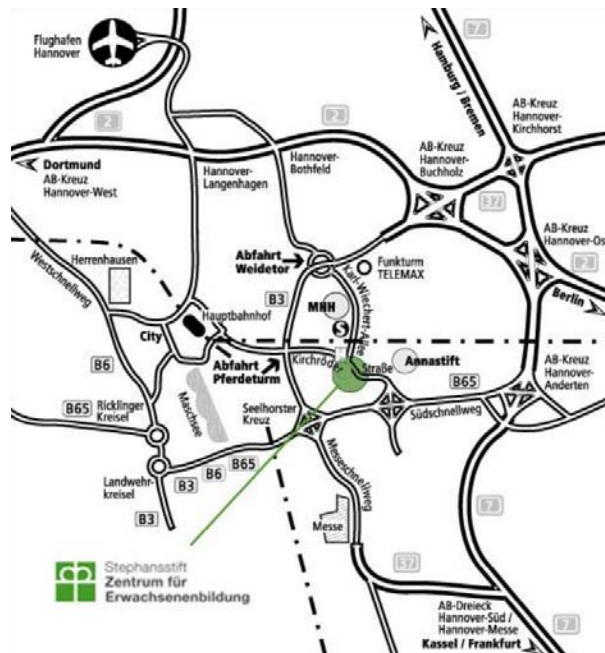 Flughafen
Hannover
7
Hamburg / Bremen
AB-Kreuz
Hannover-
Kirchhorst
2
2
Dortmund
AB-Kreuz
Hannover-West
Hannover-
Langenhagen
Hannover-
Bothfeld
AB-Kreuz
Hannover-
Buchholz
37
AB-Kreuz
Hannover-Os
2
Berlin
Herrenhausen
Westschnellweg
Abfahrt
Weidetor
Funkturm
TELEMAX
Karl-Wiechert-Allee
B3
MHH
S
Hauptbahnhof
City
Abfahrt
Pferdeturm
Kirchröder
Straße
Annastift
AB-Kreuz
Hannover-
Anderten
B6
B65
B65
Ricklinger
Kreisel
Maschsee
Seelhorster
Kreuz
Südschnellweg
Landwehr-
kreisel
B3
B6
B65
B3
Messeschnellweg
Messe
7
37
Stephansstift
Zentrum für
Erwachsenenbildung
AB-Dreieck
Hannover-Süd /
Hannover-Messe
7
Kassel / Frankfurt